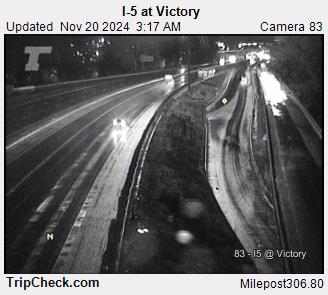 I-5 at Victory
Updated Nov 20 2024 3:17 AM Camera 83
T
N
83 - I5 @ Victory
TripCheck.com Milepost306.80